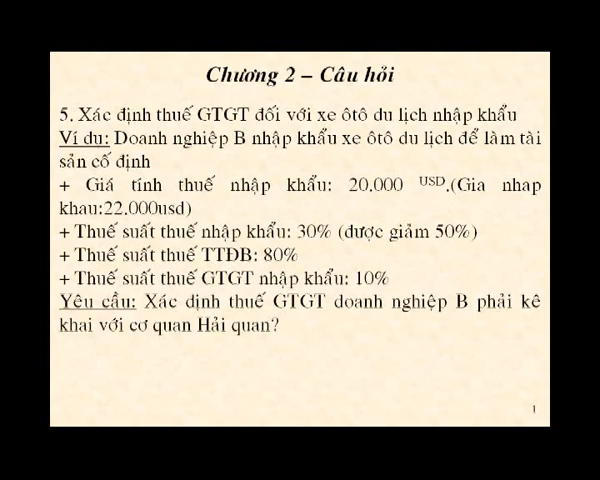 Chương 2 – Câu hỏi
5. Xác định thuế GTGT đối với xe ôtô du lịch nhập khẩu
Ví dụ: Doanh nghiệp B nhập khẩu xe ôtô du lịch để làm tài
sản cố định
+ Giá tính thuế nhập khẩu: 20.000 USD.(Gia nhap
khau:22.000usd)
+ Thuế suất thuế nhập khẩu: 30% (được giảm 50%)
+ Thuế suất thuế TTĐB: 80%
+ Thuế suất thuế GTGT nhập khẩu: 10%
Yêu cầu: Xác định thuế GTGT doanh nghiệp B phải kê
khai với cơ quan Hải quan?
1